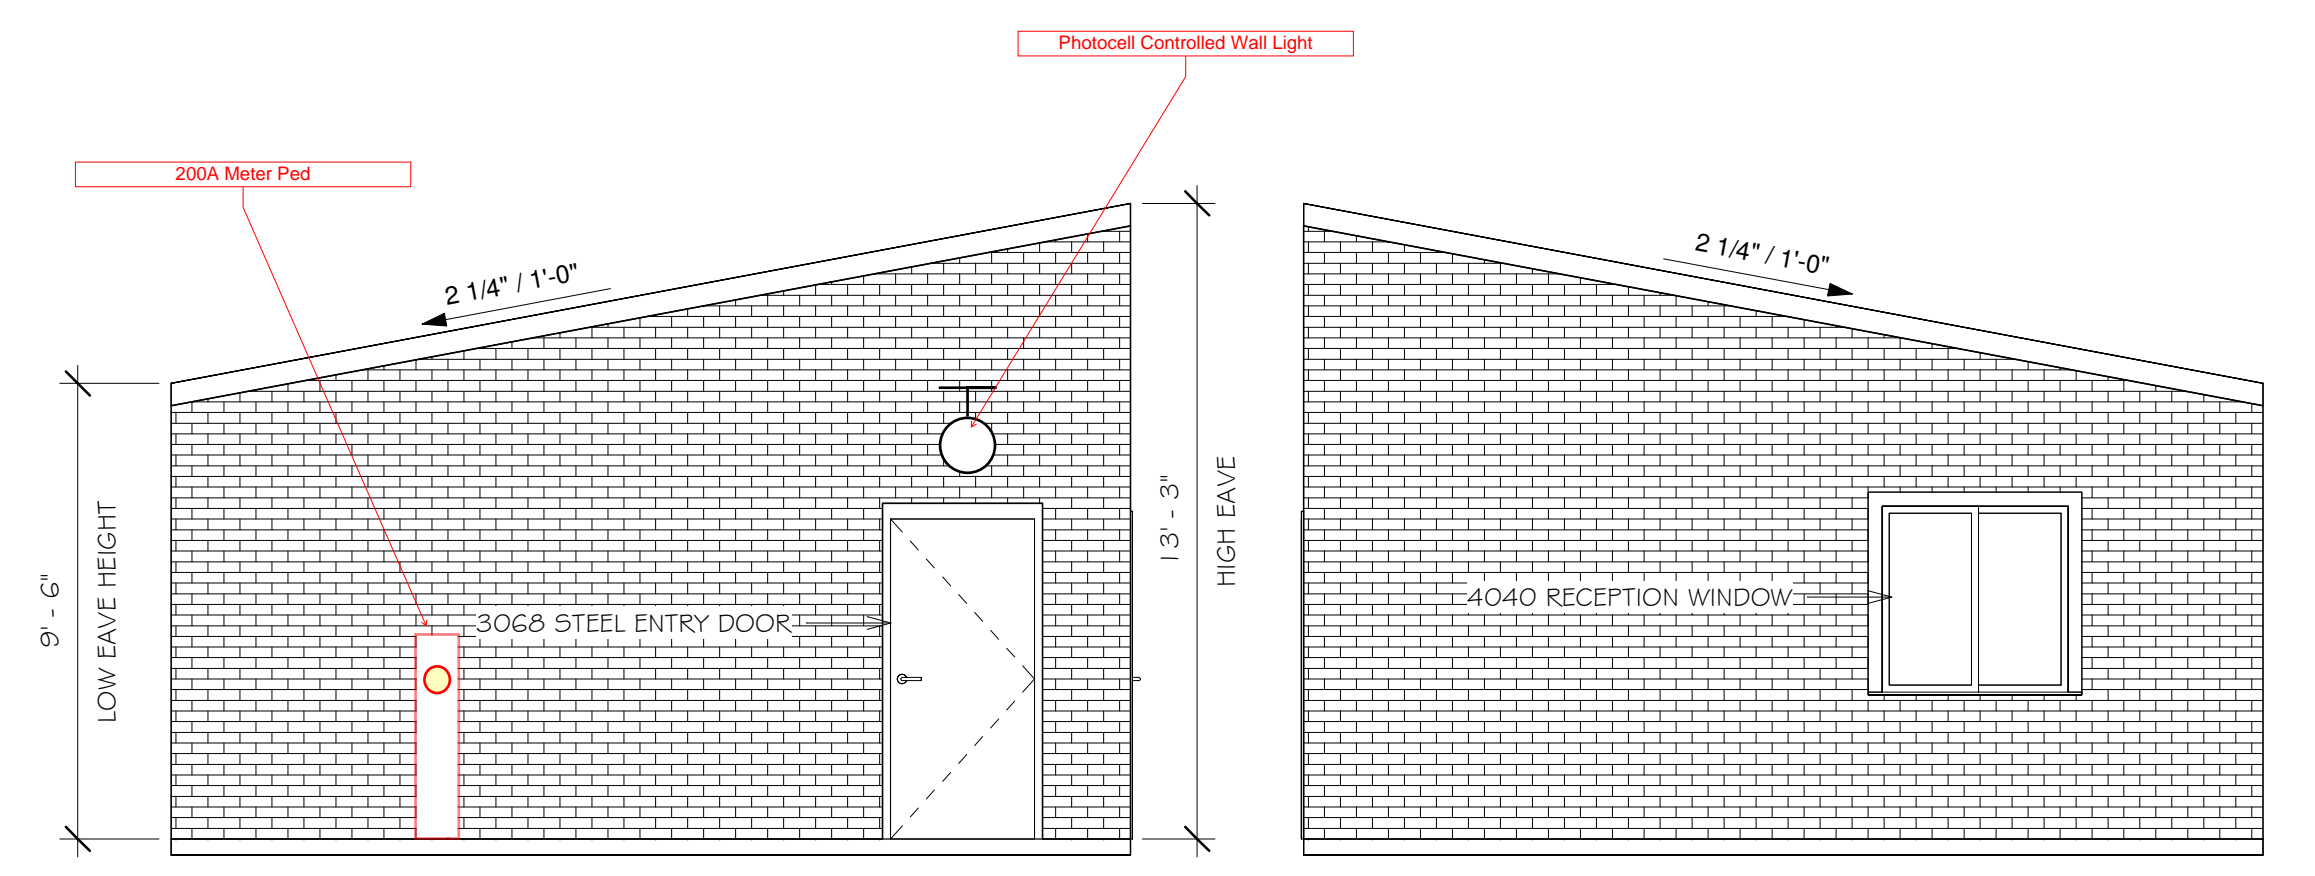 Photocell Controlled Wall Light
200A Meter Ped
2 1/4" / 1'-0"
2 1/4" / 1'-0"
9' - 6"
LOW EAVE HEIGHT
13' - 3"
HIGH EAVE
3068 STEEL ENTRY DOOR
4040 RECEPTION WINDOW